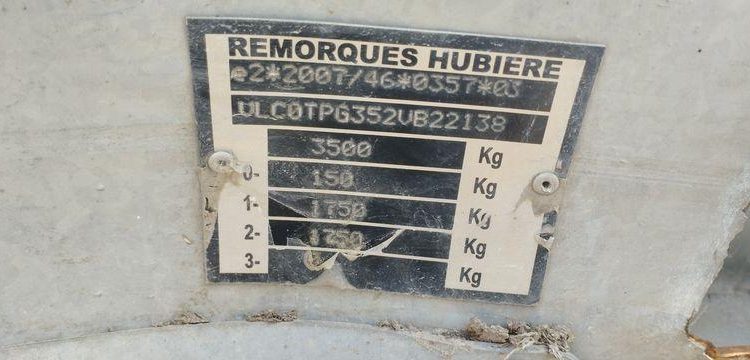 REMORQUES HUBIERE
e2*2007/46*0357*03
VLC0TPG352VB22138
3500 Kg
0- 150 Kg
1- 1750 Kg
2- 1750 Kg
3- Kg